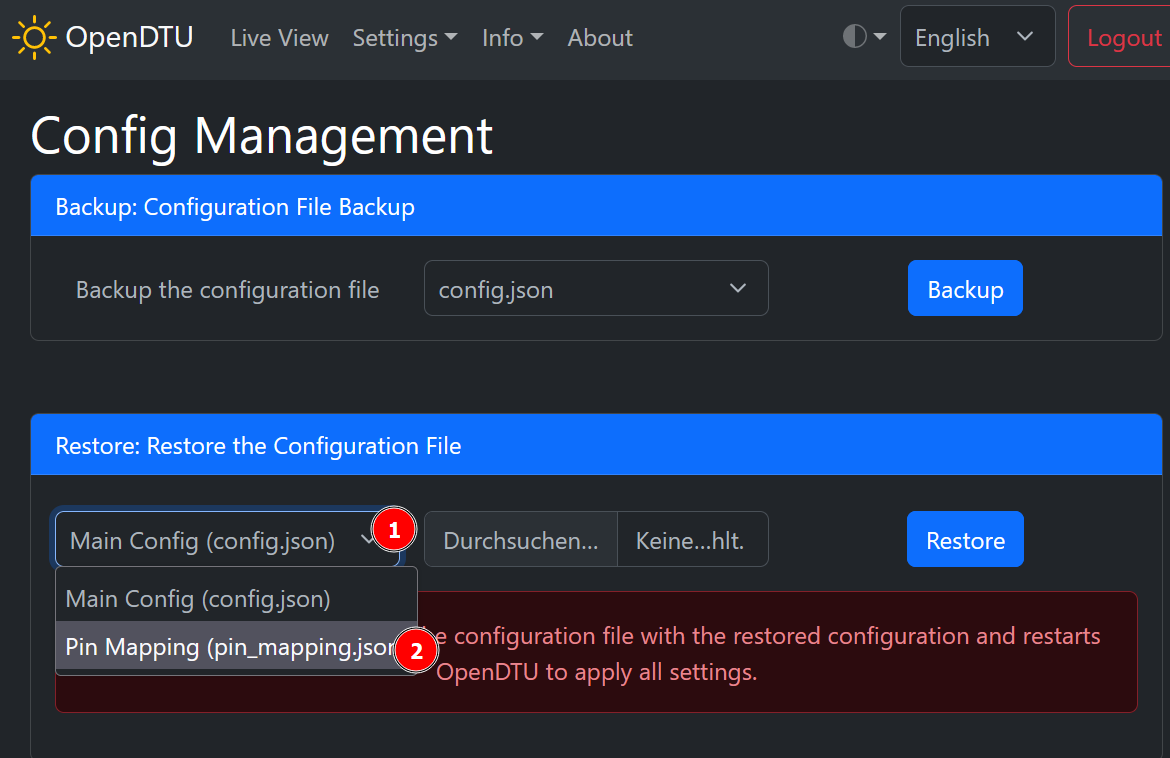 OpenDTU Live View Settings Info About English Logout
Config Management
Backup: Configuration File Backup
Backup the configuration file config.json Backup
Restore: Restore the Configuration File
Main Config (config.json) 1 Durchsuchen... Keine...hlt. Restore
Main Config (config.json)
Pin Mapping (pin_mapping.json 2
configuration file with the restored configuration and restarts
OpenDTU to apply all settings.